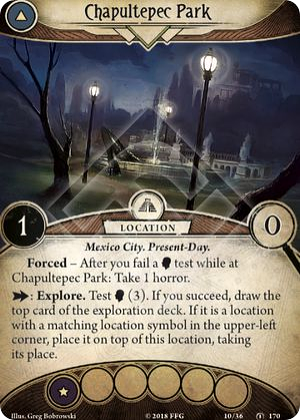 Chapultepec Park
1
LOCATION
0
Mexico City. Present-Day.
Forced – After you fail a test while at
Chapultepec Park: Take 1 horror.
: Explore. Test (3). If you succeed, draw the
top card of the exploration deck. If it is a location
with a matching location symbol in the upper-left
corner, place it on top of this location, taking
its place.
Illus. Greg Bobrowski
© 2018 FFG
10/36
170